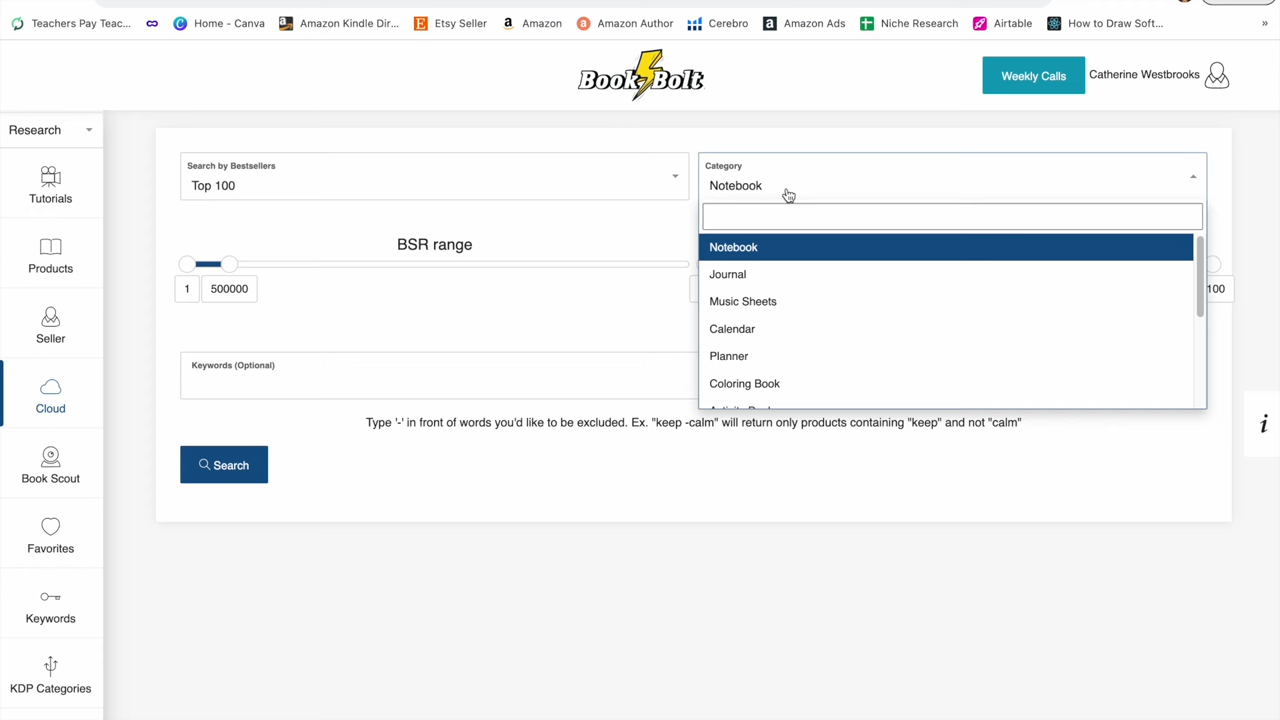 Teachers Pay Teac...
Home - Canva
Amazon Kindle Dir...
Etsy Seller
Amazon
Amazon Author
Cerebro
Amazon Ads
Niche Research
Airtable
How to Draw Soft...
»
Book Bolt
Weekly Calls
Catherine Westbrooks
Research
Tutorials
Products
Seller
Cloud
Book Scout
Favorites
Keywords
KDP Categories
Search by Bestsellers
Top 100
Category
Notebook
Notebook
Journal
Music Sheets
Calendar
Planner
Coloring Book
BSR range
1
500000
100
Keywords (Optional)
Type '-' in front of words you'd like to be excluded. Ex. "keep -calm" will return only products containing "keep" and not "calm"
Search
i